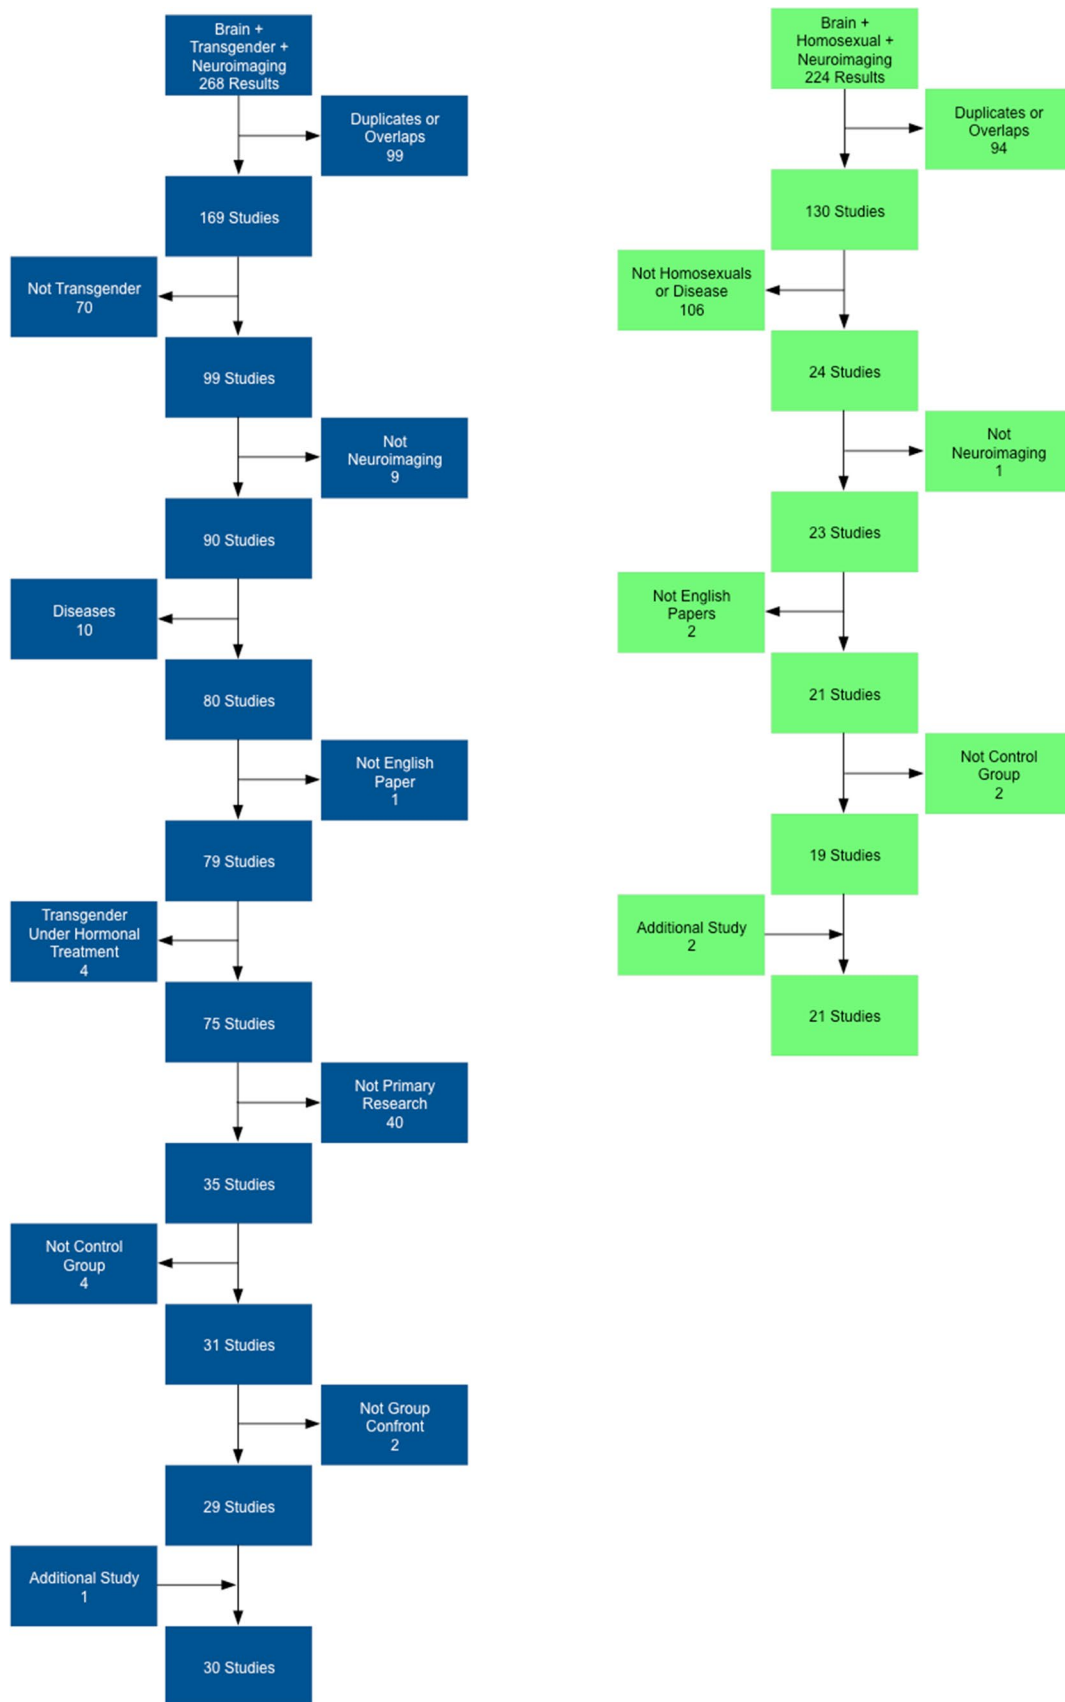 Brain +
Transgender +
Neuroimaging
268 Results
Duplicates or
Overlaps
99
169 Studies
Not Transgender
70
99 Studies
Not
Neuroimaging
9
90 Studies
Diseases
10
80 Studies
Not English
Paper
1
79 Studies
Transgender
Under Hormonal
Treatment
4
75 Studies
Not Primary
Research
40
35 Studies
Not Control
Group
4
31 Studies
Not Group
Confront
2
29 Studies
Additional Study
1
30 Studies
Brain +
Homosexual +
Neuroimaging
224 Results
Duplicates or
Overlaps
94
130 Studies
Not Homosexuals
or Disease
106
24 Studies
Not
Neuroimaging
1
23 Studies
Not English
Papers
2
21 Studies
Not Control
Group
2
19 Studies
Additional Study
2
21 Studies